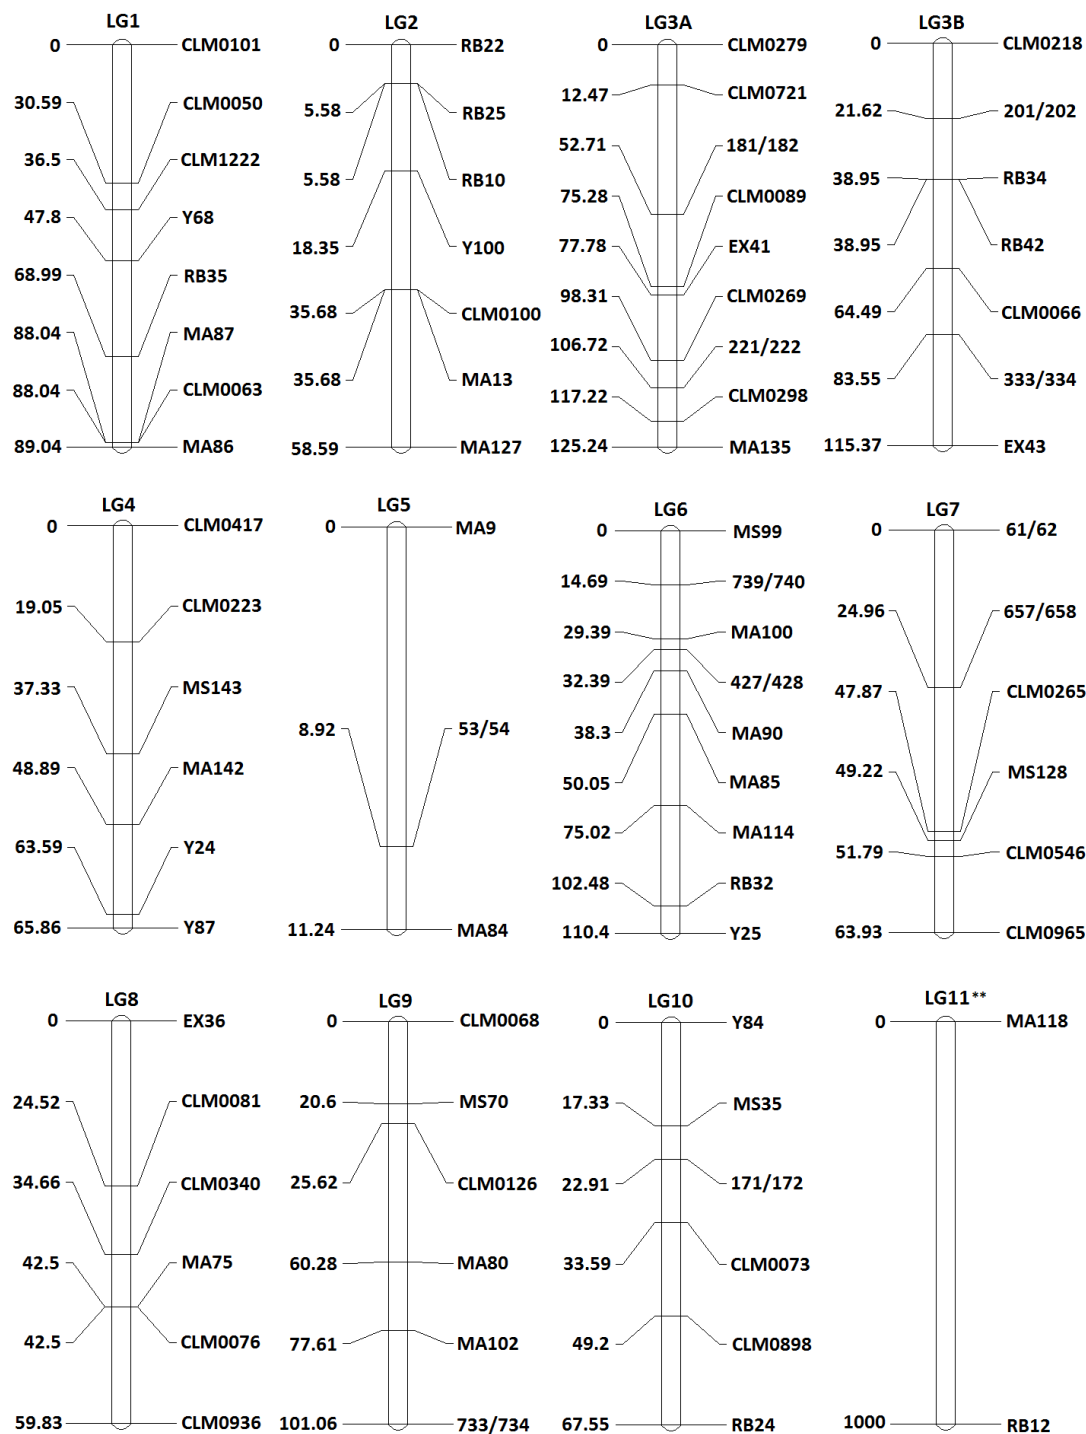 LG1
0 CLM0101
30.59 CLM0050
36.5 CLM1222
47.8 Y68
68.99 RB35
88.04 MA87
88.04 CLM0063
89.04 MA86
LG2
0 RB22
5.58 RB25
5.58 RB10
18.35 Y100
35.68 CLM0100
35.68 MA13
58.59 MA127
LG3A
0 CLM0279
12.47 CLM0721
52.71 181/182
75.28 CLM0089
77.78 EX41
98.31 CLM0269
106.72 221/222
117.22 CLM0298
125.24 MA135
LG3B
0 CLM0218
21.62 201/202
38.95 RB34
38.95 RB42
64.49 CLM0066
83.55 333/334
115.37 EX43
LG4
0 CLM0417
19.05 CLM0223
37.33 MS143
48.89 MA142
63.59 Y24
65.86 Y87
LG5
0 MA9
8.92 53/54
11.24 MA84
LG6
0 MS99
14.69 739/740
29.39 MA100
32.39 427/428
38.3 MA90
50.05 MA85
75.02 MA114
102.48 RB32
110.4 Y25
LG7
0 61/62
24.96 657/658
47.87 CLM0265
49.22 MS128
51.79 CLM0546
63.93 CLM0965
LG8
0 EX36
24.52 CLM0081
34.66 CLM0340
42.5 MA75
42.5 CLM0076
59.83 CLM0936
LG9
0 CLM0068
20.6 MS70
25.62 CLM0126
60.28 MA80
77.61 MA102
101.06 733/734
LG10
0 Y84
17.33 MS35
22.91 171/172
33.59 CLM0073
49.2 CLM0898
67.55 RB24
LG11**
0 MA118
1000 RB12